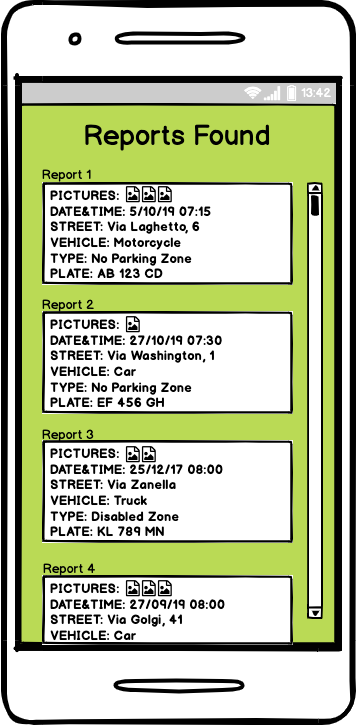 13:42
Reports Found
Report 1
PICTURES:
DATE&TIME: 5/10/19 07:15
STREET: Via Laghetto, 6
VEHICLE: Motorcycle
TYPE: No Parking Zone
PLATE: AB 123 CD
Report 2
PICTURES:
DATE&TIME: 27/10/19 07:30
STREET: Via Washington, 1
VEHICLE: Car
TYPE: No Parking Zone
PLATE: EF 456 GH
Report 3
PICTURES:
DATE&TIME: 25/12/17 08:00
STREET: Via Zanella
VEHICLE: Truck
TYPE: Disabled Zone
PLATE: KL 789 MN
Report 4
PICTURES:
DATE&TIME: 27/09/19 08:00
STREET: Via Golgi, 41
VEHICLE: Car